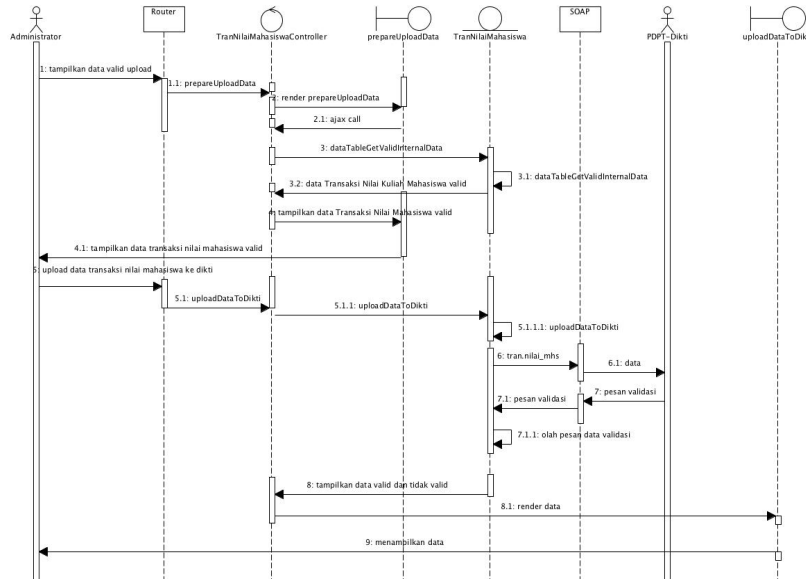 Router
SOAP
Administrator
TranNilaiMahasiswaController
prepareUploadData
TranNilaiMahasiswa
PDPT-Dikti
uploadDataToDik
1: tampilkan data valid upload
1.1: prepareUploadData
2: render prepareUploadData
2.1: ajax call
3: dataTableGetValidInternalData
3.1: dataTableGetValidInternalData
3.2: data Transaksi Nilai Kuliah Mahasiswa valid
4: tampilkan data Transaksi Nilai Mahasiswa valid
4.1: tampilkan data transaksi nilai mahasiswa valid
5: upload data transaksi nilai mahasiswa ke dikti
5.1: uploadDataToDikti
5.1.1: uploadDataToDikti
5.1.1.1: uploadDataToDikti
6: tran.nilai_mhs
6.1: data
7: pesan validasi
7.1: pesan validasi
7.1.1: olah pesan data validasi
8: tampilkan data valid dan tidak valid
8.1: render data
9: menambilkan data